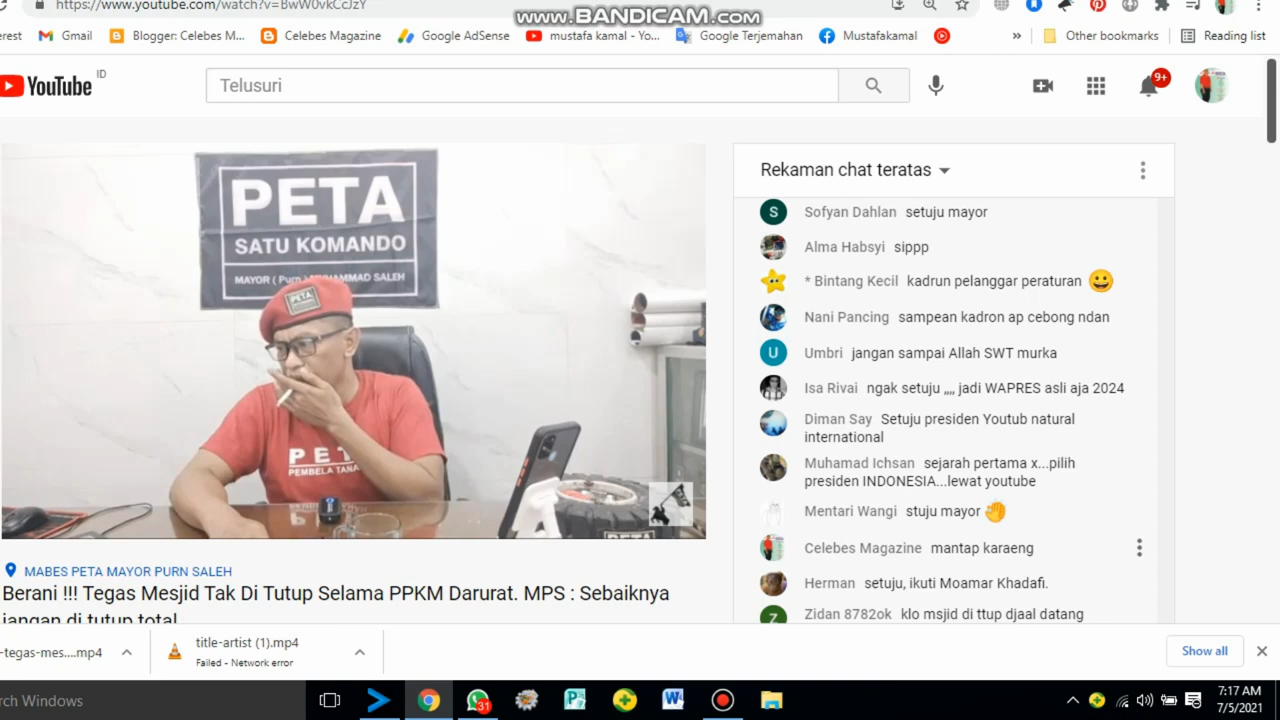 www.BANDICAM.com
https://www.youtube.com/watch?v=BwW0vkCcJzY
erest
Gmail
Blogger: Celebes M...
Celebes Magazine
Google AdSense
mustafa kamal - Yo...
Google Terjemahan
Mustafakamal
»
Other bookmarks
Reading list
YouTube ID
Telusuri
9+
PETA
SATU KOMANDO
MAYOR ( Purn ) MUHAMMAD SALEH
PETA
PET
PEMBELA TANA
PETA
Rekaman chat teratas
S
Sofyan Dahlan setuju mayor
Alma Habsyi sippp
* Bintang Kecil kadrun pelanggar peraturan 😀
Nani Pancing sampean kadron ap cebong ndan
U
Umbri jangan sampai Allah SWT murka
Isa Rivai ngak setuju ,,,, jadi WAPRES asli aja 2024
Diman Say Setuju presiden Youtub natural
international
Muhamad Ichsan sejarah pertama x...pilih
presiden INDONESIA...lewat youtube
Mentari Wangi stuju mayor 👋
Celebes Magazine mantap karaeng
Herman setuju, ikuti Moamar Khadafi.
Z
Zidan 8782ok klo msjid di ttup djaal datang
MABES PETA MAYOR PURN SALEH
Berani !!! Tegas Mesjid Tak Di Tutup Selama PPKM Darurat. MPS : Sebaiknya
jangan di tutup total
-tegas-mes....mp4
title-artist (1).mp4
Failed - Network error
Show all
rch Windows
31
7:17 AM
7/5/2021